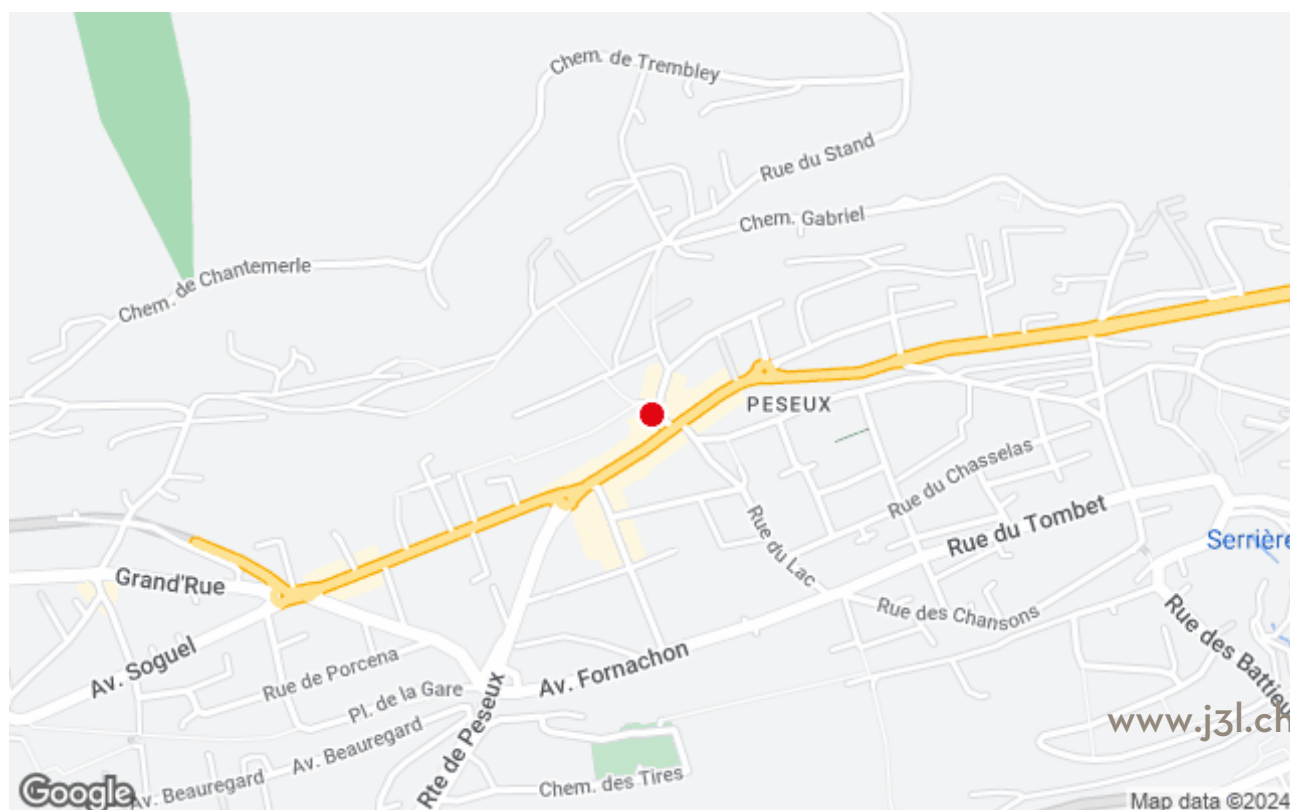 Chem. de Trembley
Rue du Stand
Chem. Gabriel
Chem. de Chantemerle
PESEUX
Rue du Chasselas
Rue du Tombet
Serrière
Rue du Lac
Grand'Rue
Rue des Chansons
Av. Soguel
Rue de Porcena
Av. Fornachon
Rue des Battieu
Pl. de la Gare
Rte de Peseux
www.j3l.ch
Av. Beauregard
Av. Beauregard
Chem. des Tires
Google
Map data ©2024